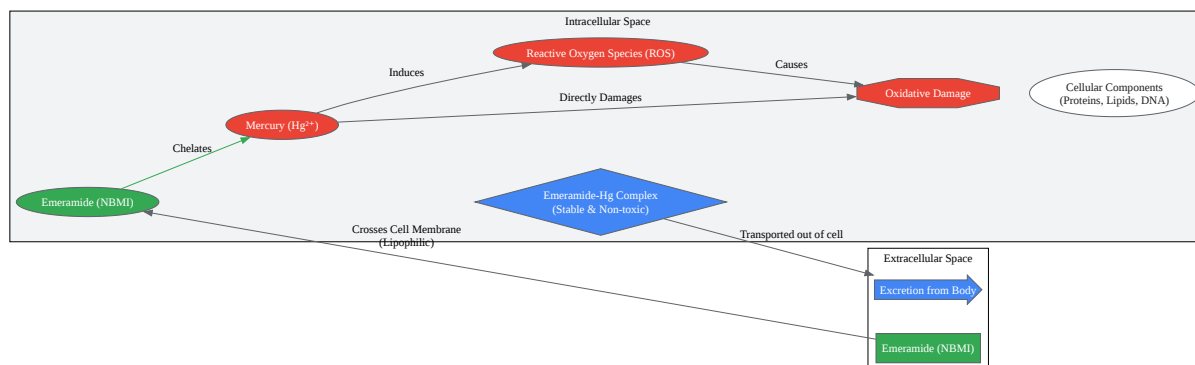 Intracellular Space
Reactive Oxygen Species (ROS)
Induces
Causes
Oxidative Damage
Cellular Components
(Proteins, Lipids, DNA)
Directly Damages
Mercury (Hg²⁺)
Chelates
Emeramide (NBMI)
Emeramide-Hg Complex
(Stable & Non-toxic)
Crosses Cell Membrane
(Lipophilic)
Transported out of cell
Extracellular Space
Excretion from Body
Emeramide (NBMI)